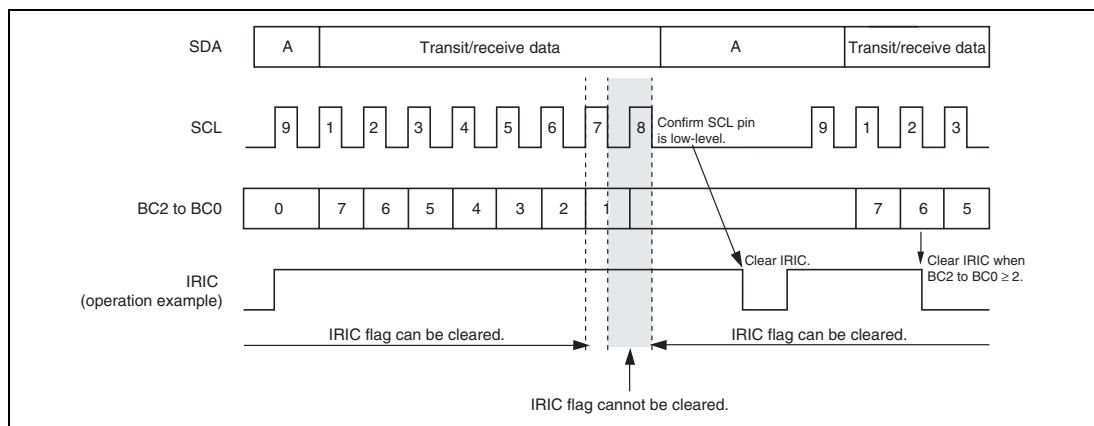 SDA A Transit/receive data A Transit/receive data
SCL 9 1 2 3 4 5 6 7 8 9 1 2 3
Confirm SCL pin
is low-level.
BC2 to BC0 0 7 6 5 4 3 2 1 7 6 5
Clear IRIC.
Clear IRIC when
BC2 to BC0 ≥ 2.
IRIC
(operation example)
IRIC flag can be cleared. IRIC flag can be cleared.
IRIC flag cannot be cleared.